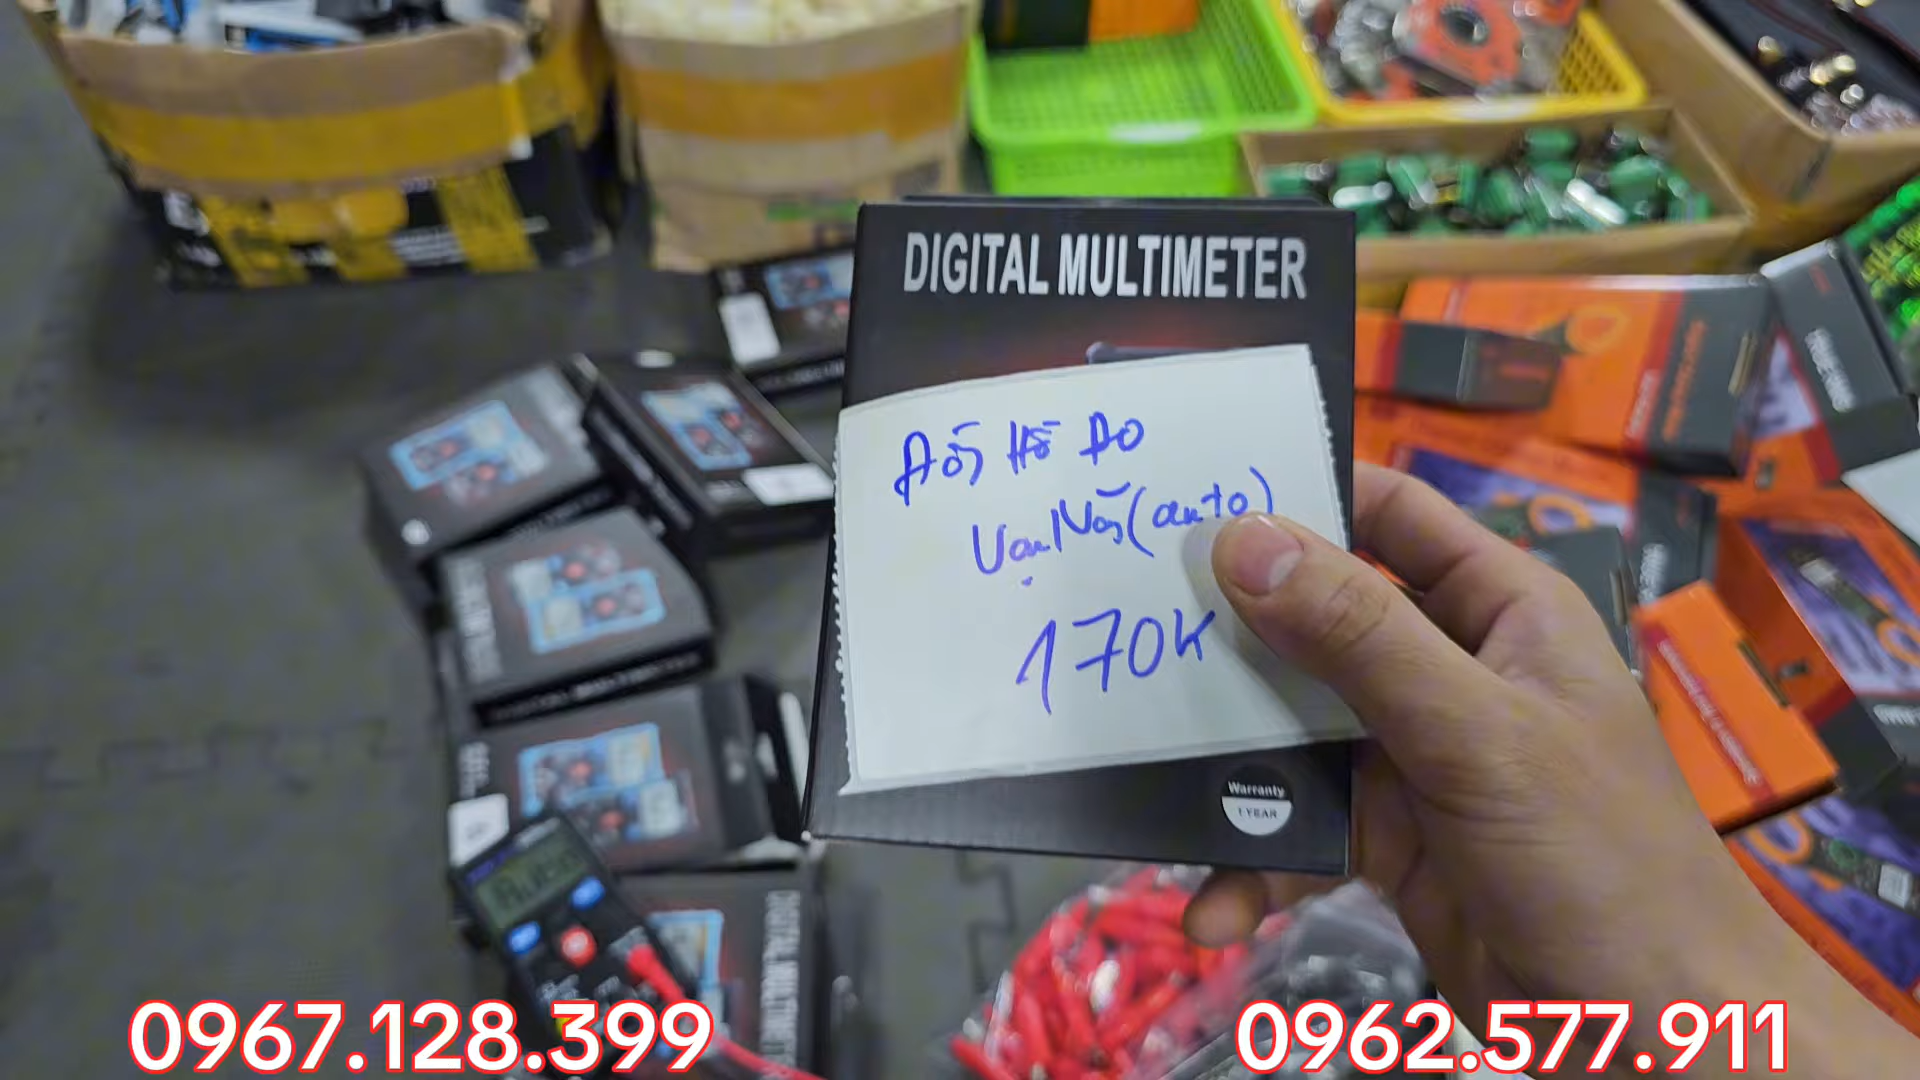 DIGITAL MULTIMETER
Đồng Hồ Đo
Vạn Năng (auto)
170K
Warranty
1 YEAR
0967.128.399
0962.577.911